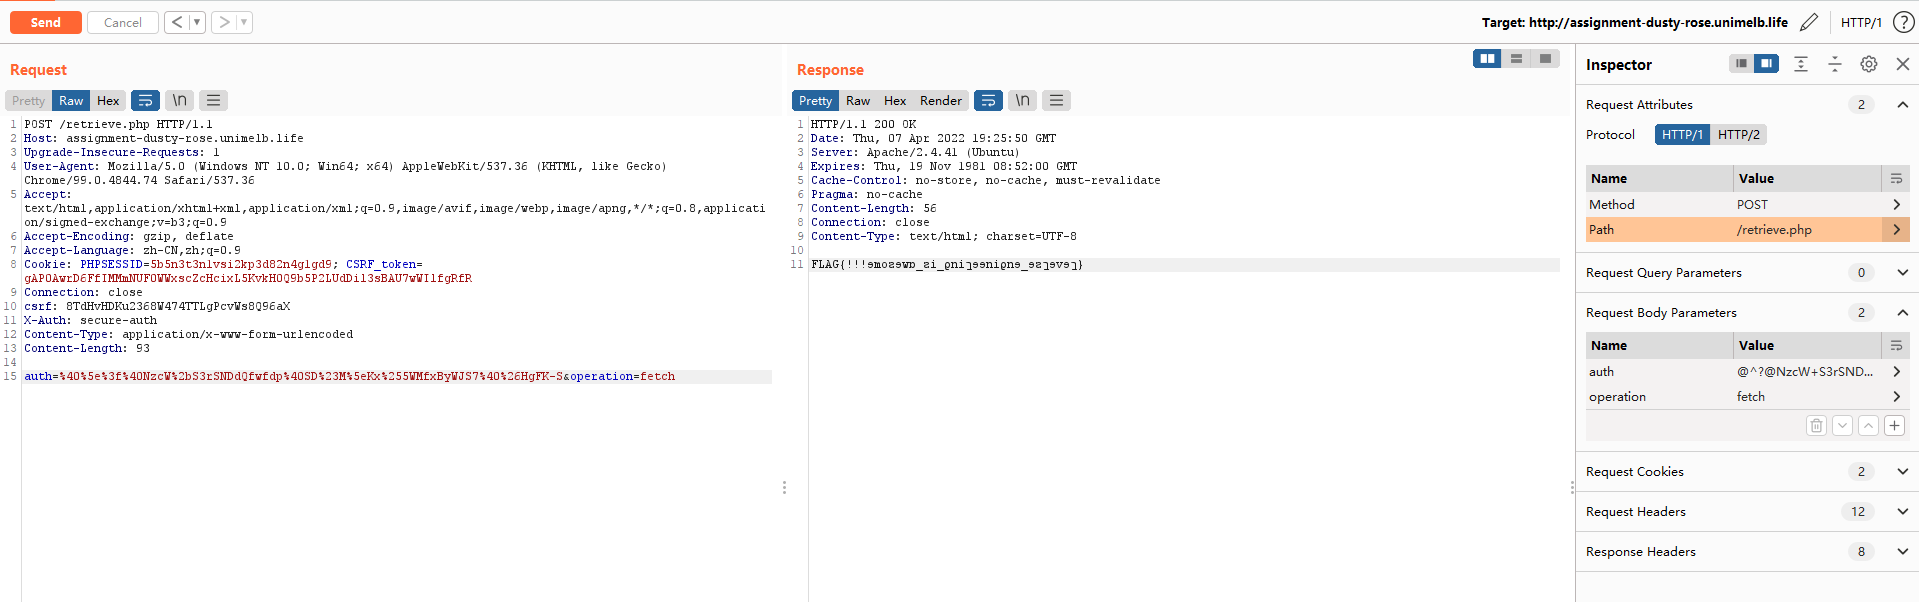 Send
Cancel
<
>
Target: http://assignment-dusty-rose.unimelb.life
HTTP/1
?
Request
Response
Inspector
Pretty Raw Hex \n
Pretty Raw Hex Render \n
1 POST /retrieve.php HTTP/1.1
2 Host: assignment-dusty-rose.unimelb.life
3 Upgrade-Insecure-Requests: 1
4 User-Agent: Mozilla/5.0 (Windows NT 10.0; Win64; x64) AppleWebKit/537.36 (KHTML, like Gecko)
Chrome/99.0.4844.74 Safari/537.36
5 Accept:
text/html,application/xhtml+xml,application/xml;q=0.9,image/avif,image/webp,image/apng,*/*;q=0.8,applicati
on/signed-exchange;v=b3;q=0.9
6 Accept-Encoding: gzip, deflate
7 Accept-Language: zh-CN,zh;q=0.9
8 Cookie: PHPSESSID=5b5n3t3nlvsi2kp3d82n4glgd9; CSRF_token=
gAP0AwrD6FfIMMmNUFOWWxscZcHcixL5KvkHOQ9b5P2LUdDil3sBAU7wWIlfgRfR
9 Connection: close
10 csrf: 8TdHvHDKu2368W474TTLgPcvWs8Q96aX
11 X-Auth: secure-auth
12 Content-Type: application/x-www-form-urlencoded
13 Content-Length: 93
14
15 auth=%40%5e%3f%40NzcW%2bS3rSNDdQfwfdp%40SD%23M%5eKx%255WMfxByWJS7%40%26HgFK-S&operation=fetch
1 HTTP/1.1 200 OK
2 Date: Thu, 07 Apr 2022 19:25:50 GMT
3 Server: Apache/2.4.41 (Ubuntu)
4 Expires: Thu, 19 Nov 1981 08:52:00 GMT
5 Cache-Control: no-store, no-cache, must-revalidate
6 Pragma: no-cache
7 Content-Length: 56
8 Connection: close
9 Content-Type: text/html; charset=UTF-8
10
11 FLAG{!!!ɘmoƨɘwɒ_ƨi_ϱniɿɘɘniϱnɘ_ɘƨɿɘvɘɿ}
Request Attributes 2
Protocol HTTP/1 HTTP/2
Name Value
Method POST
Path /retrieve.php
Request Query Parameters 0
Request Body Parameters 2
Name Value
auth @^?@NzcW+S3rSND...
operation fetch
Request Cookies 2
Request Headers 12
Response Headers 8